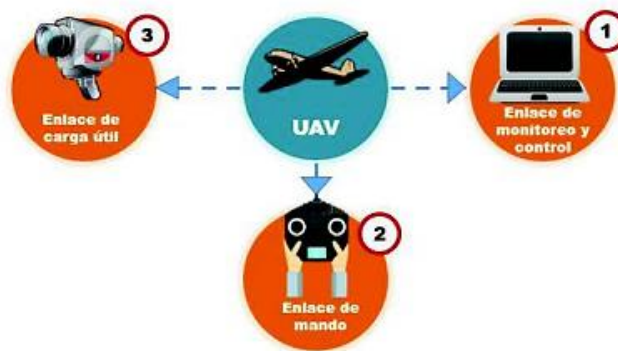 3
Enlace de
carga útil
UAV
1
Enlace de
monitoreo y
control
2
Enlace de
mando